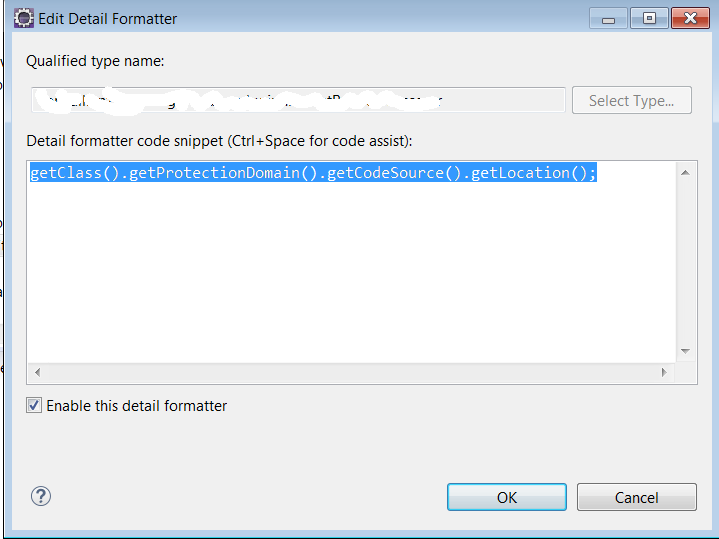 Edit Detail Formatter
Qualified type name:
Select Type...
Detail formatter code snippet (Ctrl+Space for code assist):
getClass().getProtectionDomain().getCodeSource().getLocation();
Enable this detail formatter
?
OK
Cancel